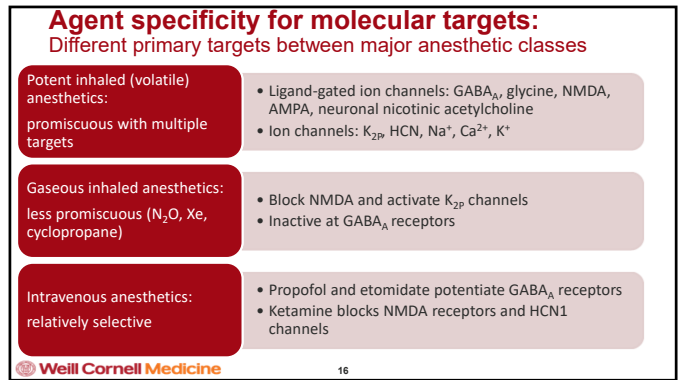 Agent specificity for molecular targets:
Different primary targets between major anesthetic classes
Potent inhaled (volatile)
anesthetics:
promiscuous with multiple
targets
• Ligand-gated ion channels: GABA_A, glycine, NMDA,
AMPA, neuronal nicotinic acetylcholine
• Ion channels: K₂P, HCN, Na⁺, Ca²⁺, K⁺
Gaseous inhaled anesthetics:
less promiscuous (N₂O, Xe,
cyclopropane)
• Block NMDA and activate K₂P channels
• Inactive at GABA_A receptors
Intravenous anesthetics:
relatively selective
• Propofol and etomidate potentiate GABA_A receptors
• Ketamine blocks NMDA receptors and HCN1
channels
Weill Cornell Medicine
16